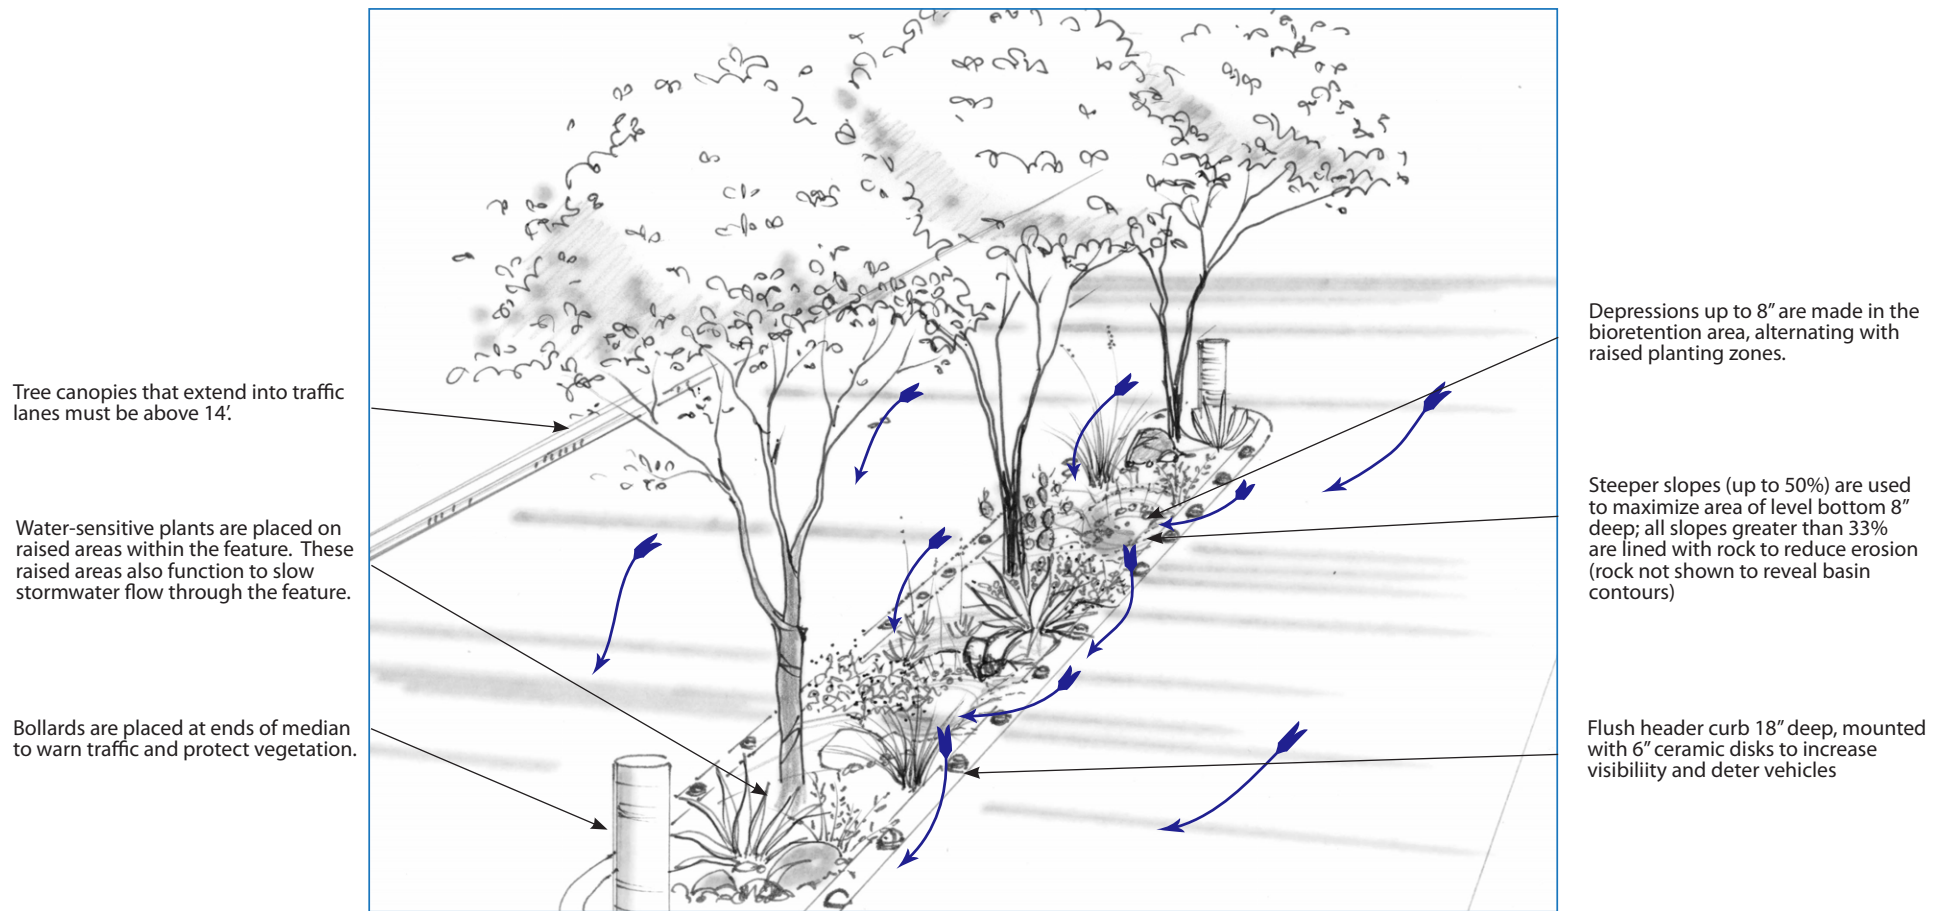 Tree canopies that extend into traffic
lanes must be above 14’.
Water-sensitive plants are placed on
raised areas within the feature.  These
raised areas also function to slow
stormwater flow through the feature.
Bollards are placed at ends of median
to warn traffic and protect vegetation.
Depressions up to 8” are made in the
bioretention area, alternating with
raised planting zones.
Steeper slopes (up to 50%) are used
to maximize area of level bottom 8”
deep; all slopes greater than 33%
are lined with rock to reduce erosion
(rock not shown to reveal basin
contours)
Flush header curb 18” deep, mounted
with 6” ceramic disks to increase
visibiliity and deter vehicles